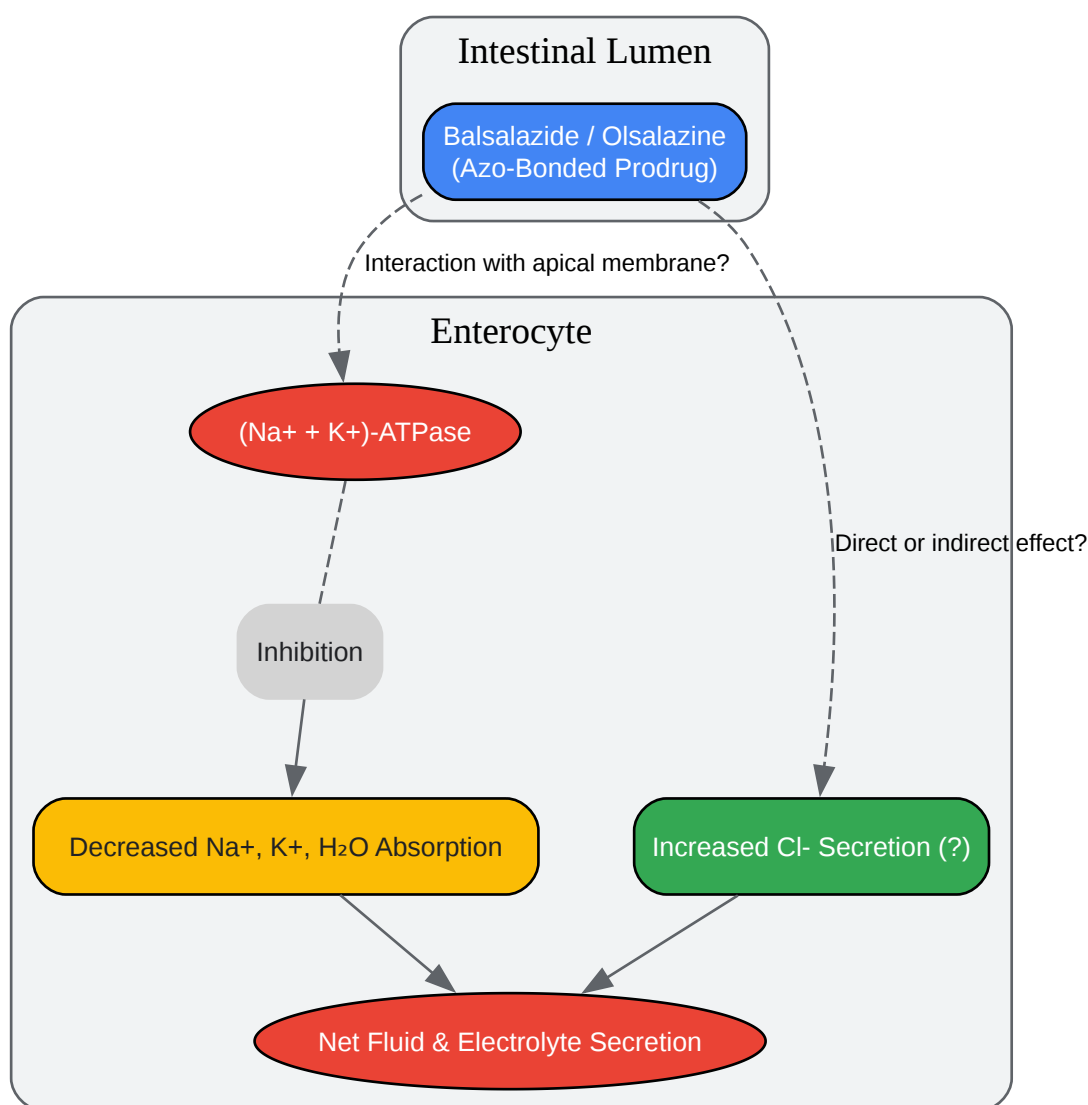 Intestinal Lumen
Balsalazide / Olsalazine
(Azo-Bonded Prodrug)
Interaction with apical membrane?
Enterocyte
(Na+ + K+)-ATPase
Direct or indirect effect?
Inhibition
Decreased Na+, K+, H₂O Absorption
Increased Cl- Secretion (?)
Net Fluid & Electrolyte Secretion